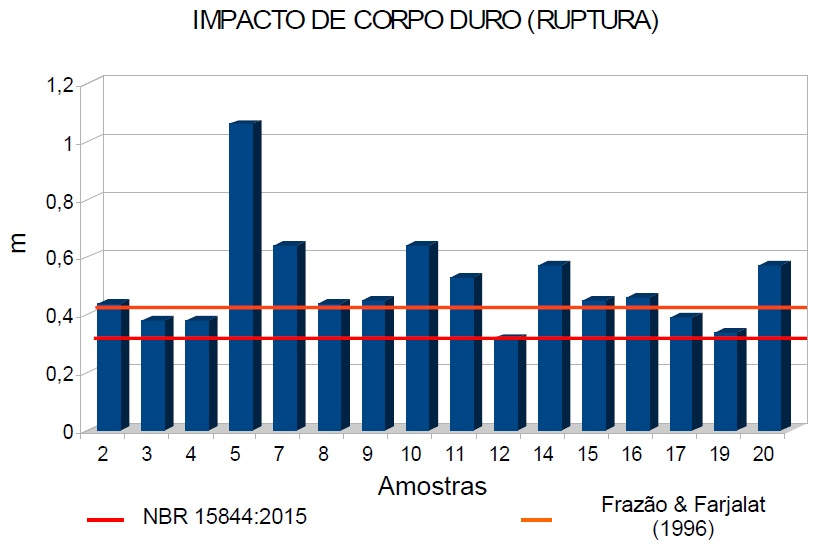 IMPACTO DE CORPO DURO (RUPTURA)
1,2
1
0,8
0,6
0,4
0,2
0
m
2 3 4 5 7 8 9 10 11 12 14 15 16 17 19 20
Amostras
NBR 15844:2015
Frazão & Farjalat
(1996)